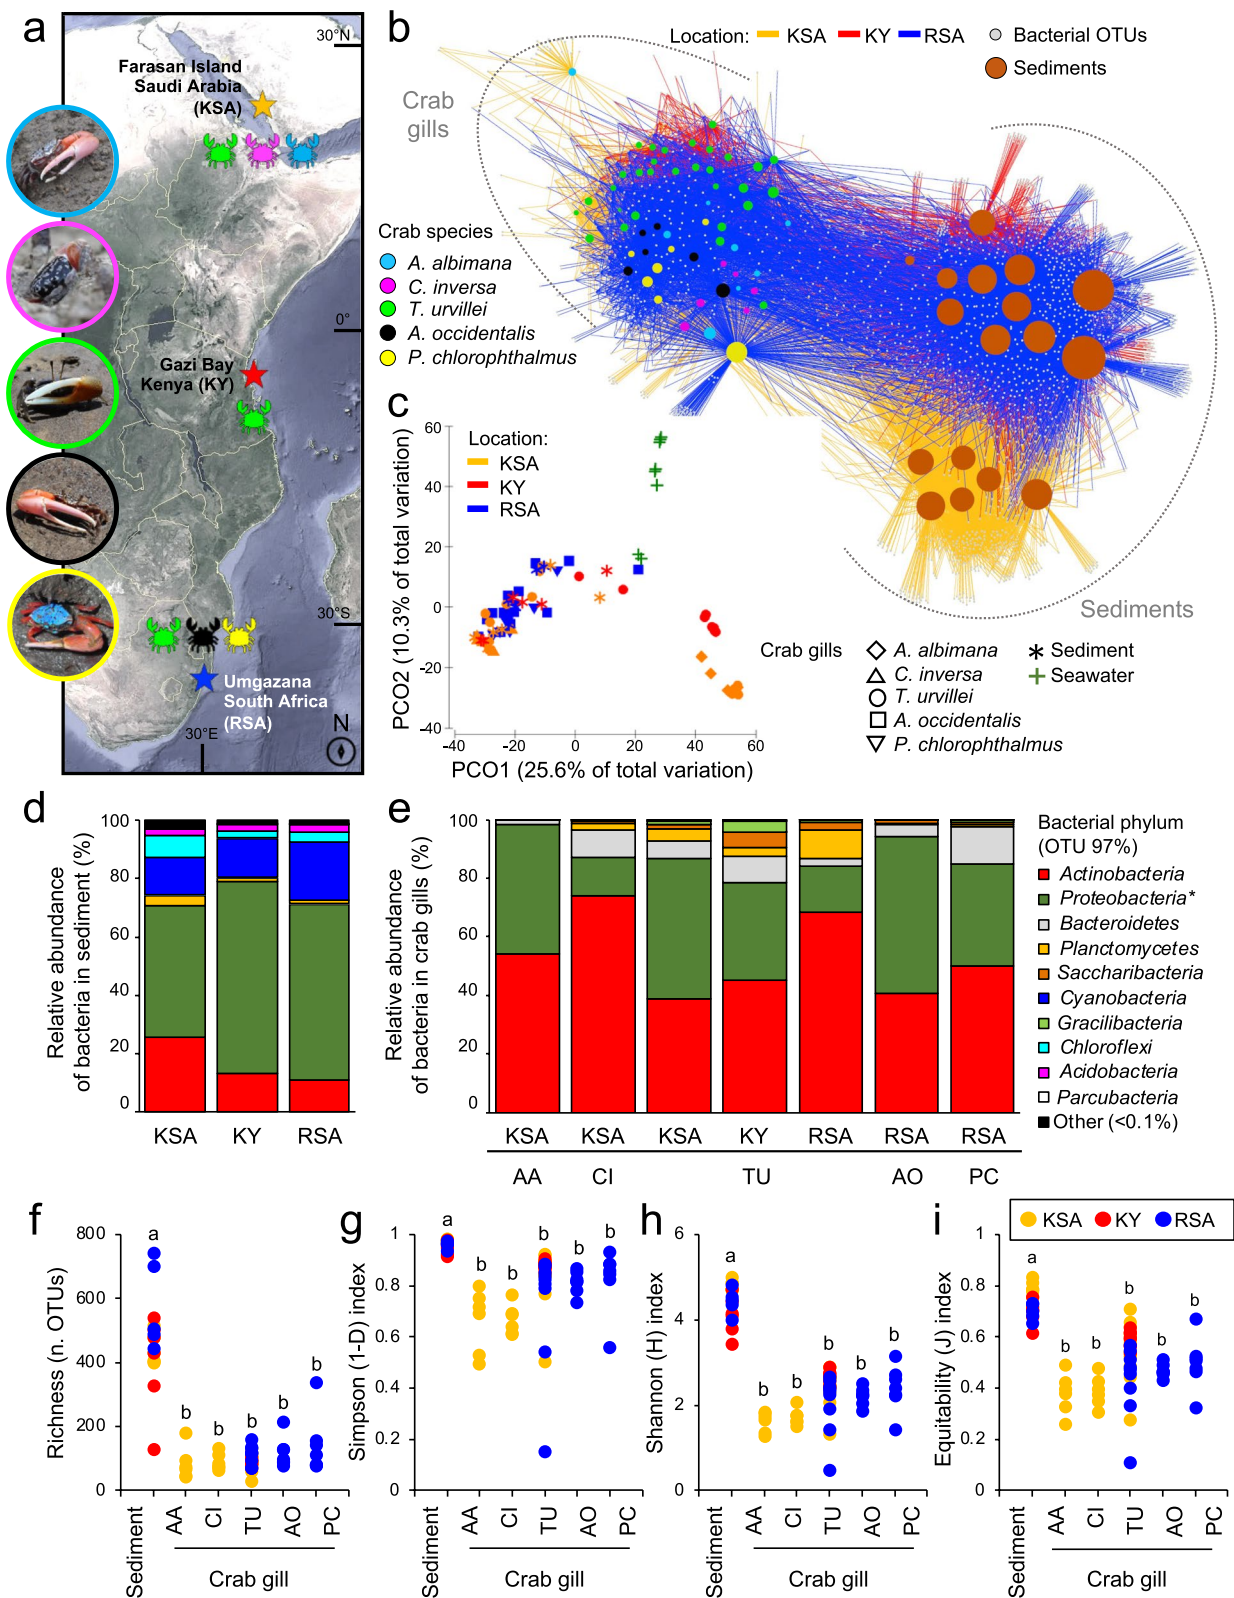 a
30°N
Farasan Island
Saudi Arabia
(KSA)
0°
Gazi Bay
Kenya (KY)
30°S
Umgazana
South Africa
(RSA)
30°E
N
b
Location: KSA KY RSA
Bacterial OTUs
Sediments
Crab
gills
Crab species
A. albimana
C. inversa
T. urvillei
A. occidentalis
P. chlorophthalmus
Sediments
c
Location:
KSA
KY
RSA
PCO2 (10.3% of total variation)
60
40
20
0
-20
-40
-40 -20 0 20 40 60
PCO1 (25.6% of total variation)
Crab gills
A. albimana
C. inversa
T. urvillei
A. occidentalis
P. chlorophthalmus
Sediment
Seawater
d
Relative abundance
of bacteria in sediment (%)
100
80
60
40
20
0
KSA KY RSA
e
Relative abundance
of bacteria in crab gills (%)
100
80
60
40
20
0
KSA KSA KSA KY RSA RSA RSA
AA CI TU AO PC
Bacterial phylum
(OTU 97%)
Actinobacteria
Proteobacteria*
Bacteroidetes
Planctomycetes
Saccharibacteria
Cyanobacteria
Gracilibacteria
Chloroflexi
Acidobacteria
Parcubacteria
Other (<0.1%)
f
Richness (n. OTUs)
800
600
400
200
0
a b b b b b
Sediment AA CI TU AO PC
Crab gill
g
Simpson (1-D) index
1
0.8
0.6
0.4
0.2
0
a b b b b b
Sediment AA CI TU AO PC
Crab gill
h
Shannon (H) index
6
4
2
0
a b b b b b
Sediment AA CI TU AO PC
Crab gill
i
KSA KY RSA
Equitability (J) index
1
0.8
0.6
0.4
0.2
0
a b b b b b
Sediment AA CI TU AO PC
Crab gill